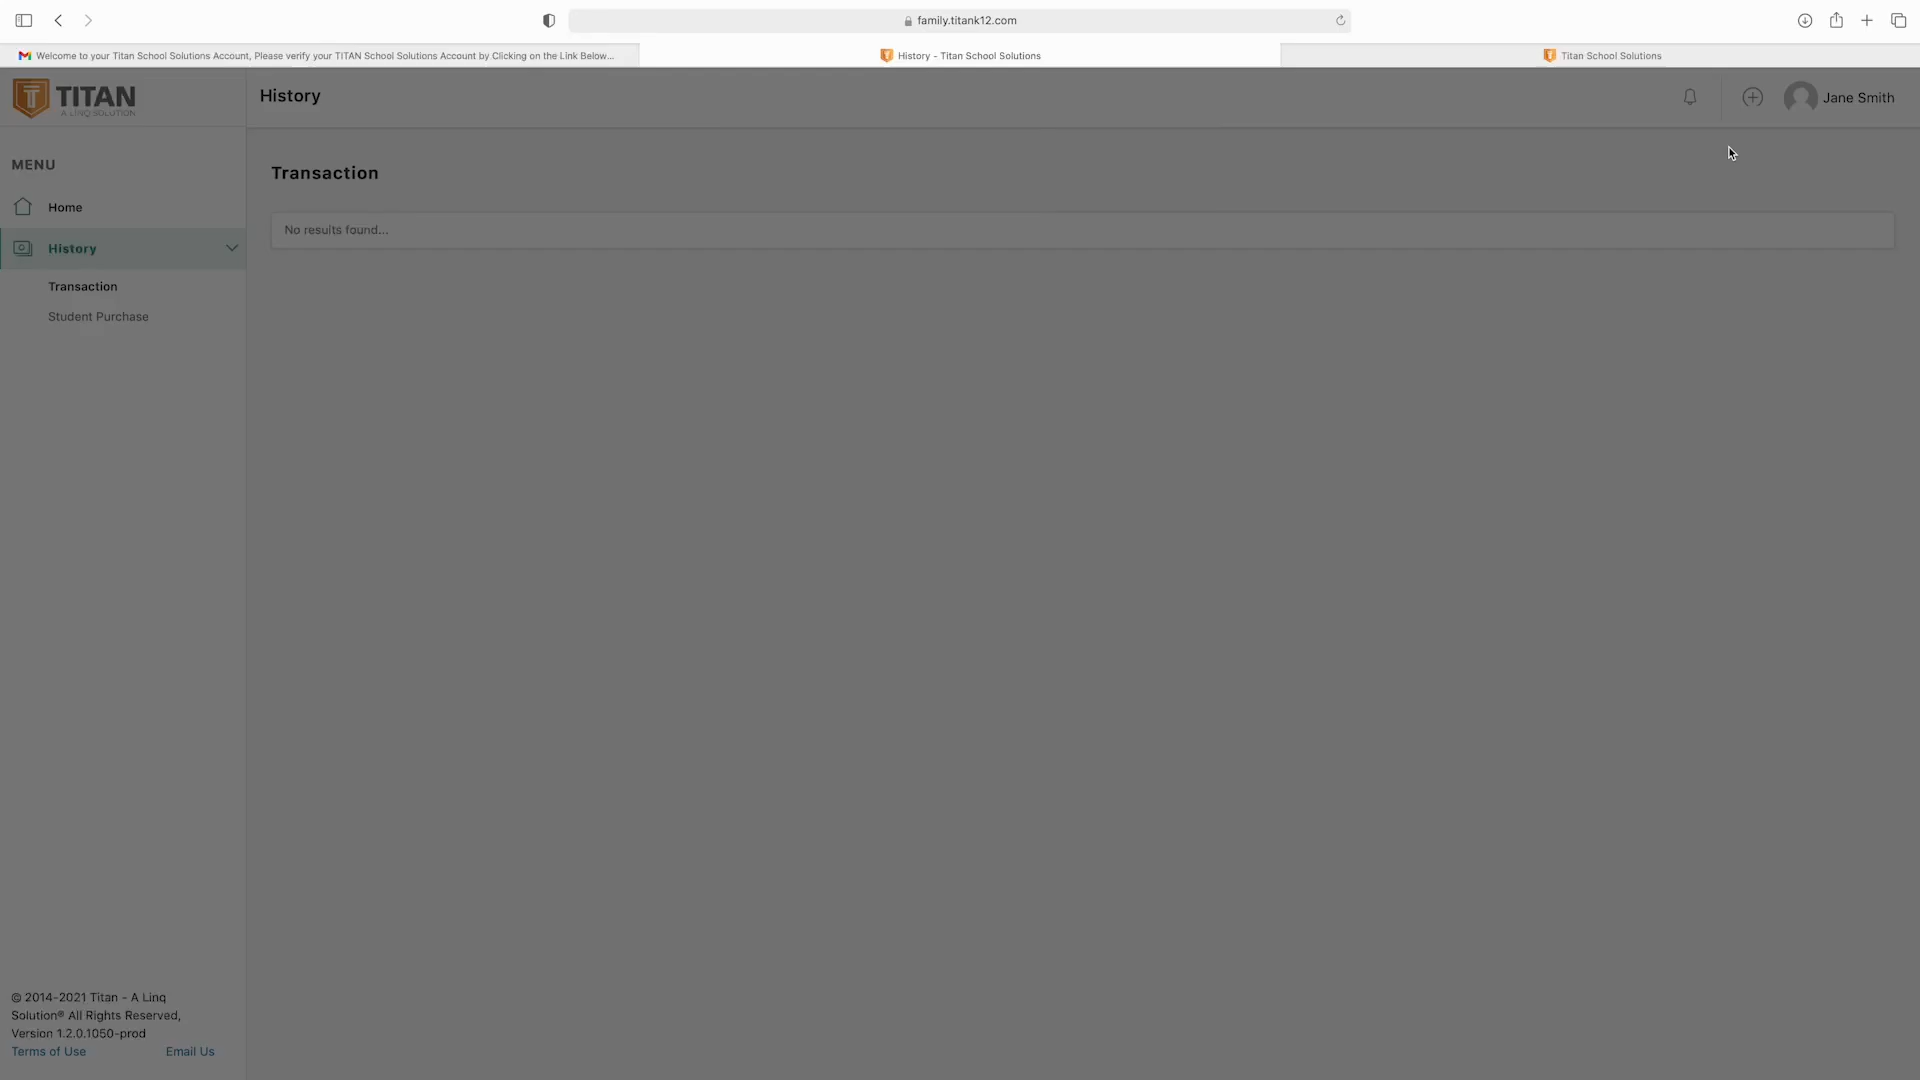 family.titank12.com
Welcome to your Titan School Solutions Account, Please verify your TITAN School Solutions Account by Clicking on the Link Below...
History - Titan School Solutions
Titan School Solutions
TITAN
A LINQ SOLUTION
History
Jane Smith
MENU
Home
History
Transaction
Student Purchase
Transaction
No results found...
© 2014-2021 Titan - A Linq
Solution® All Rights Reserved,
Version 1.2.0.1050-prod
Terms of Use
Email Us